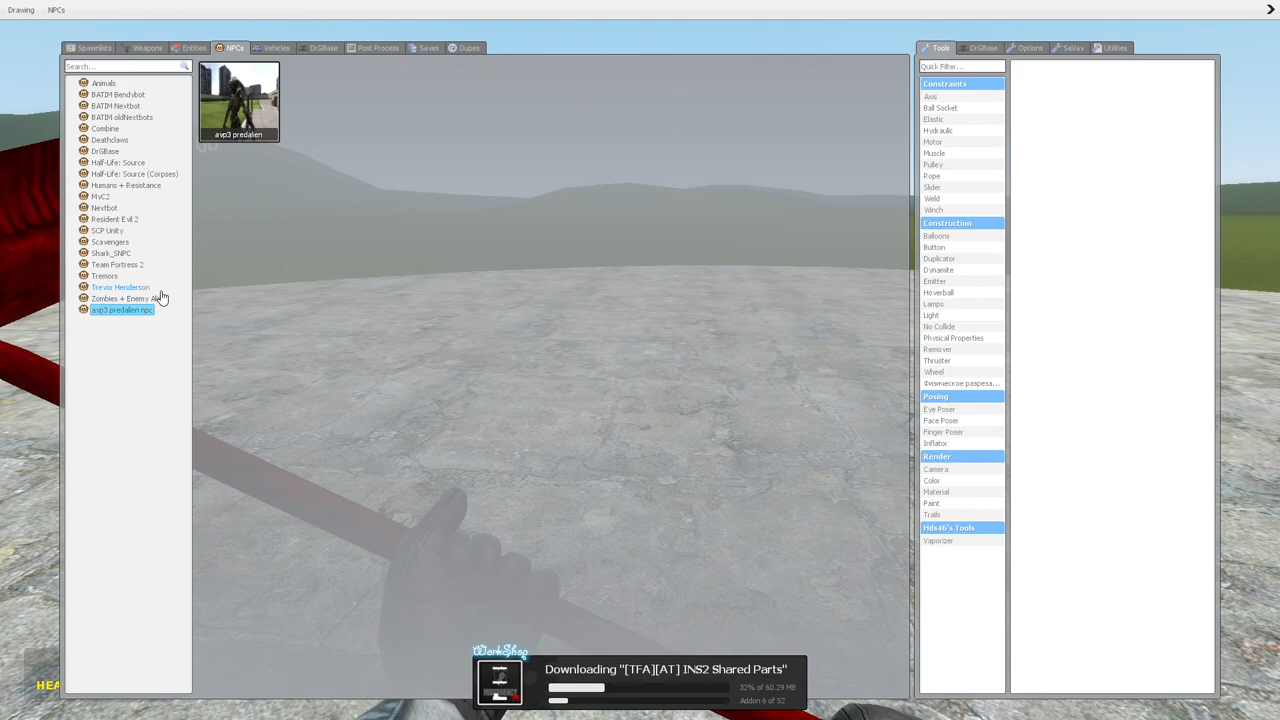 Drawing NPCs
Spawnlists Weapons Entities NPCs Vehicles DrGBase Post Process Saves Dupes
Search...
Animals
BATIM Bendybot
BATIM Nextbot
BATIM oldNextbots
Combine
Deathclaws
DrGBase
Half-Life: Source
Half-Life: Source (Corpses)
Humans + Resistance
MvC2
Nextbot
Resident Evil 2
SCP Unity
Scavengers
Shark_SNPC
Team Fortress 2
Tremors
Trevor Henderson
Zombies + Enemy
avp3 predalien npc
avp3 predalien
Tools DrGBase Options SaVav Utilities
Quick Filter...
Constraints
Axis
Ball Socket
Elastic
Hydraulic
Motor
Muscle
Pulley
Rope
Slider
Weld
Winch
Construction
Balloons
Button
Duplicator
Dynamite
Emitter
Hoverball
Lamps
Light
No Collide
Physical Properties
Remover
Thruster
Wheel
Физическое разреза...
Posing
Eye Poser
Face Poser
Finger Poser
Inflator
Render
Camera
Color
Material
Paint
Trails
Hds46's Tools
Vaporizer
WorkShop
Downloading "[TFA][AT] INS2 Shared Parts"
32% of 60.29 MB
Addon 6 of 52
HEA